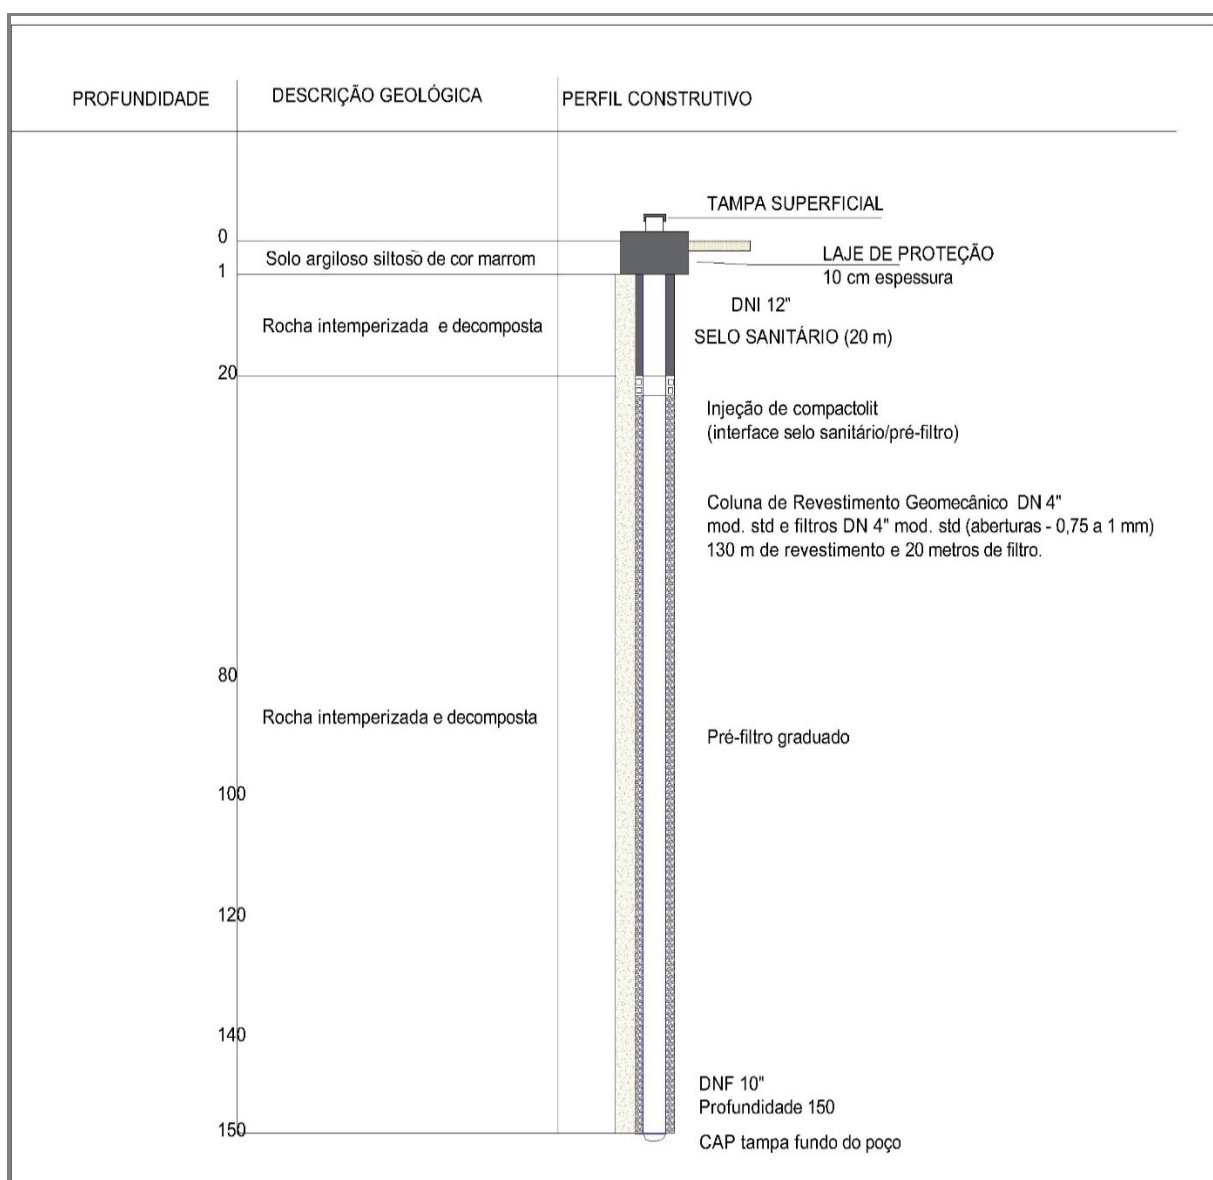 PROFUNDIDADE
DESCRIÇÃO GEOLÓGICA
PERFIL CONSTRUTIVO
TAMPA SUPERFICIAL
0
Solo argiloso siltoso de cor marrom
LAJE DE PROTEÇÃO
10 cm espessura
1
DNI 12"
Rocha intemperizada e decomposta
SELO SANITÁRIO (20 m)
20
Injeção de compactolit
(interface selo sanitário/pré-filtro)
Coluna de Revestimento Geomecânico DN 4"
mod. std e filtros DN 4" mod. std (aberturas - 0,75 a 1 mm)
130 m de revestimento e 20 metros de filtro.
80
Rocha intemperizada e decomposta
Pré-filtro graduado
100
120
140
DNF 10"
Profundidade 150
150
CAP tampa fundo do poço